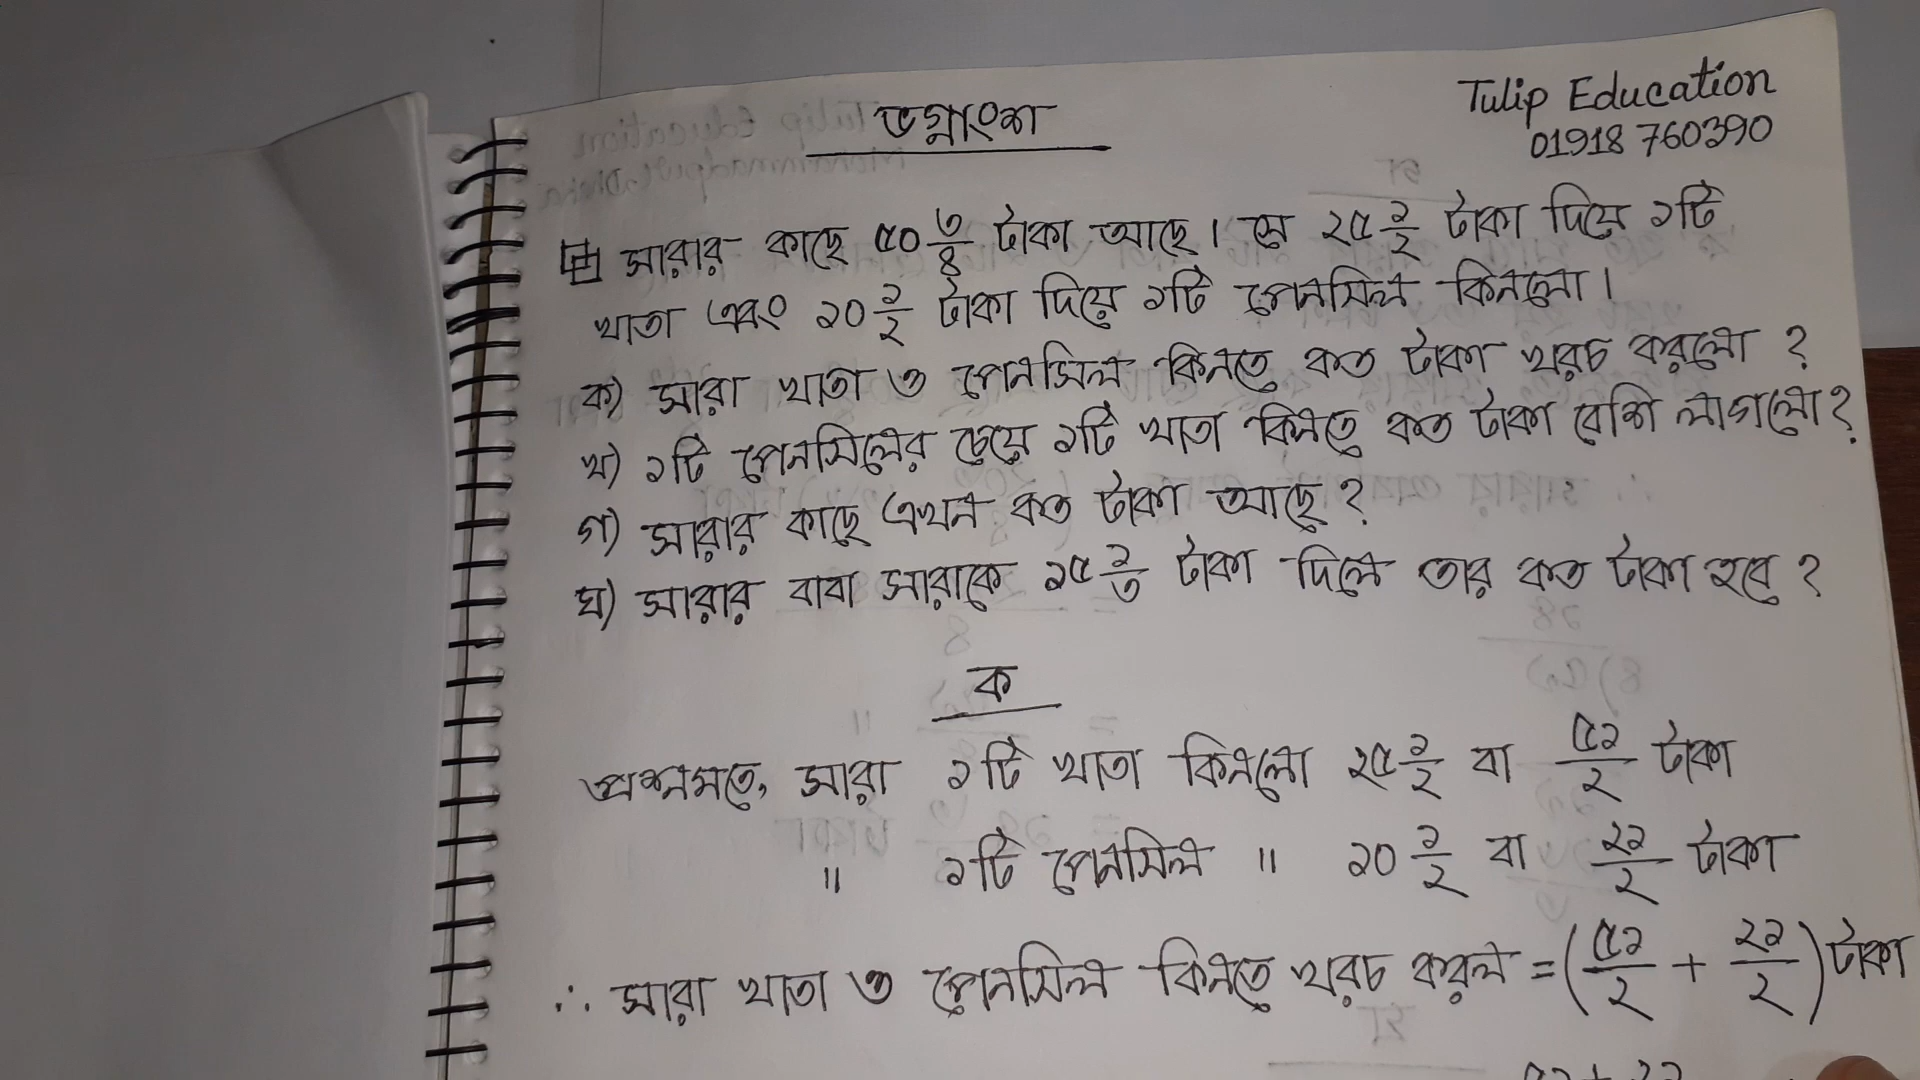 ভগ্নাংশ
Tulip Education
01918 760390
সারার কাছে ৫০ ৩/৪ টাকা আছে। সে ২৫ ১/২ টাকা দিয়ে ১টি
খাতা এবং ১০ ১/২ টাকা দিয়ে ১টি পেনসিল কিনলো।
ক) সারা খাতা ও পেনসিল কিনতে কত টাকা খরচ করলো ?
খ) ১টি পেনসিলের চেয়ে ১টি খাতা কিনতে কত টাকা বেশি লাগলো?
গ) সারার কাছে এখন কত টাকা আছে ?
ঘ) সারার বাবা সারাকে ১৫ ১/৩ টাকা দিলে তার কত টাকা হবে ?
ক
প্রশ্নমতে, সারা ১টি খাতা কিনলো ২৫ ১/২ বা ৫১/২ টাকা
" ১টি পেনসিল " ১০ ১/২ বা ২১/২ টাকা
∴ সারা খাতা ও পেনসিল কিনতে খরচ করল = (৫১/২ + ২১/২) টাকা